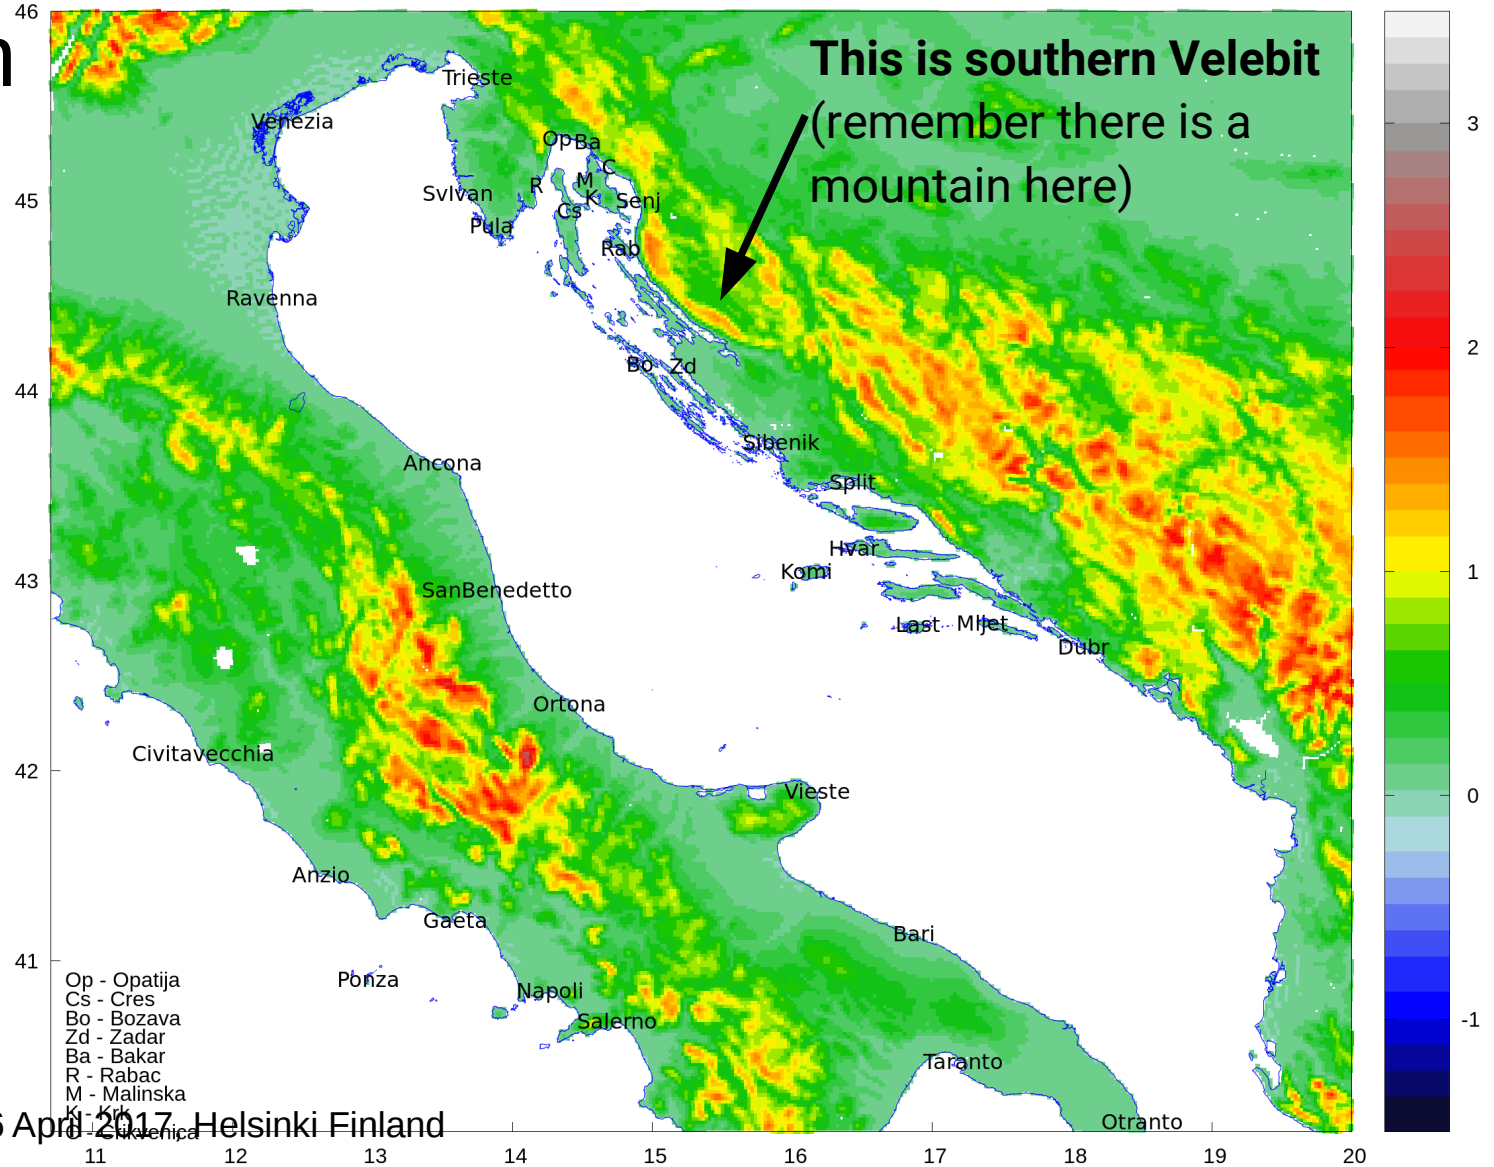 46
This is southern Velebit
(remember there is a
mountain here)
Trieste
Venezia
3
Op Ba
C
M
R
K
45
SvIvan
Cs
Senj
Pula
Rab
Ravenna
2
Bo
Zd
44
Sibenik
Ancona
Split
Hvar
Komi
1
43
SanBenedetto
Last
Mljet
Dubr
Ortona
Civitavecchia
42
Vieste
0
Anzio
Gaeta
Bari
41
Ponza
Napoli
Salerno
-1
Taranto
Otranto
Op - Opatija
Cs - Cres
Bo - Bozava
Zd - Zadar
Ba - Bakar
R - Rabac
M - Malinska
K - Krk
C - Crikvenica
6 April 2017, Helsinki Finland
11 12 13 14 15 16 17 18 19 20